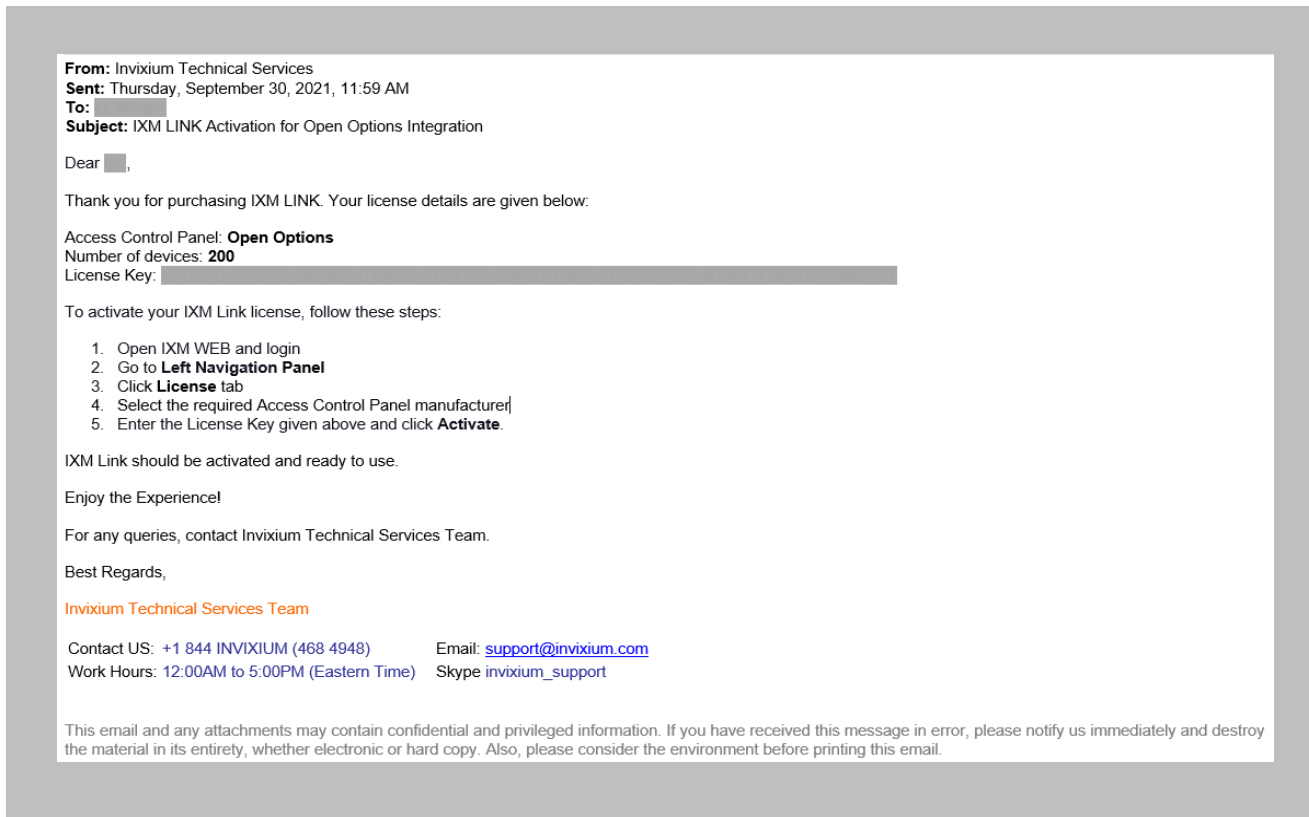 From: Invixium Technical Services
Sent: Thursday, September 30, 2021, 11:59 AM
To:
Subject: IXM LINK Activation for Open Options Integration
Dear ,
Thank you for purchasing IXM LINK. Your license details are given below:
Access Control Panel: Open Options
Number of devices: 200
License Key:
To activate your IXM Link license, follow these steps:
1. Open IXM WEB and login
2. Go to Left Navigation Panel
3. Click License tab
4. Select the required Access Control Panel manufacturer
5. Enter the License Key given above and click Activate.
IXM Link should be activated and ready to use.
Enjoy the Experience!
For any queries, contact Invixium Technical Services Team.
Best Regards,
Invixium Technical Services Team
Contact US: +1 844 INVIXIUM (468 4948) Email: support@invixium.com
Work Hours: 12:00AM to 5:00PM (Eastern Time) Skype invixium_support
This email and any attachments may contain confidential and privileged information. If you have received this message in error, please notify us immediately and destroy
the material in its entirety, whether electronic or hard copy. Also, please consider the environment before printing this email.